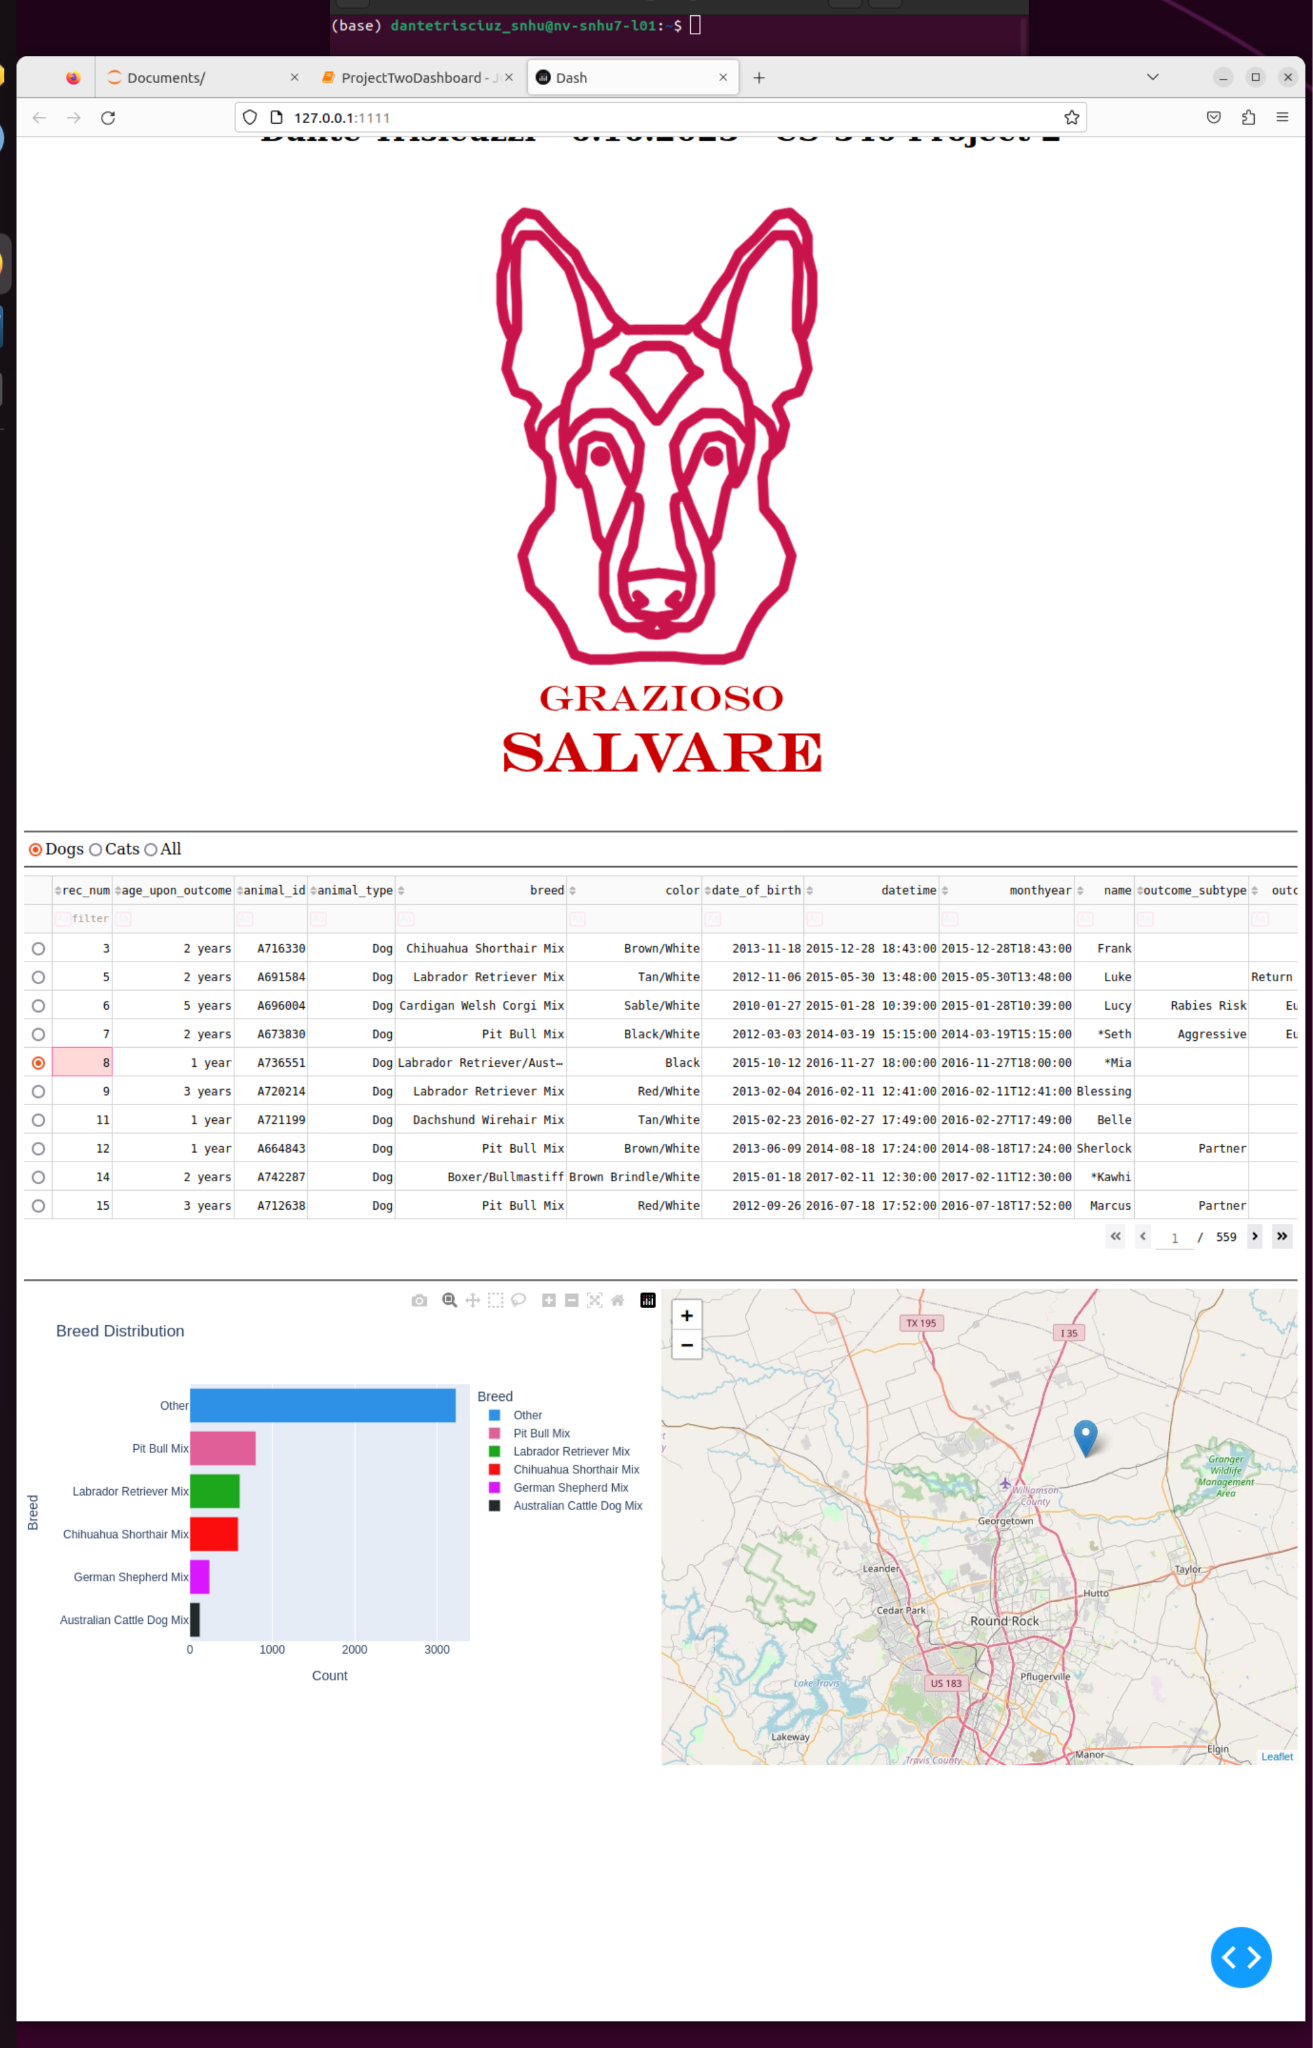 (base) dantetrisciuz_snhu@nv-snhu7-l01:~$
Documents/
ProjectTwoDashboard - J
Dash
127.0.0.1:1111
GRAZIOSO
SALVARE
Dogs Cats All
rec_num age_upon_outcome animal_id animal_type breed color date_of_birth datetime monthyear name outcome_subtype outc
filter
3 2 years A716330 Dog Chihuahua Shorthair Mix Brown/White 2013-11-18 2015-12-28 18:43:00 2015-12-28T18:43:00 Frank
5 2 years A691584 Dog Labrador Retriever Mix Tan/White 2012-11-06 2015-05-30 13:48:00 2015-05-30T13:48:00 Luke Return
6 5 years A696004 Dog Cardigan Welsh Corgi Mix Sable/White 2010-01-27 2015-01-28 10:39:00 2015-01-28T10:39:00 Lucy Rabies Risk Eu
7 2 years A673830 Dog Pit Bull Mix Black/White 2012-03-03 2014-03-19 15:15:00 2014-03-19T15:15:00 *Seth Aggressive Eu
8 1 year A736551 Dog Labrador Retriever/Aust… Black 2015-10-12 2016-11-27 18:00:00 2016-11-27T18:00:00 *Mia
9 3 years A720214 Dog Labrador Retriever Mix Red/White 2013-02-04 2016-02-11 12:41:00 2016-02-11T12:41:00 Blessing
11 1 year A721199 Dog Dachshund Wirehair Mix Tan/White 2015-02-23 2016-02-27 17:49:00 2016-02-27T17:49:00 Belle
12 1 year A664843 Dog Pit Bull Mix Brown/White 2013-06-09 2014-08-18 17:24:00 2014-08-18T17:24:00 Sherlock Partner
14 2 years A742287 Dog Boxer/Bullmastiff Brown Brindle/White 2015-01-18 2017-02-11 12:30:00 2017-02-11T12:30:00 *Kawhi
15 3 years A712638 Dog Pit Bull Mix Red/White 2012-09-26 2016-07-18 17:52:00 2016-07-18T17:52:00 Marcus Partner
« ‹ 1 / 559 › »
Breed Distribution
Breed
Other
Pit Bull Mix
Labrador Retriever Mix
Chihuahua Shorthair Mix
German Shepherd Mix
Australian Cattle Dog Mix
0 1000 2000 3000
Count
Breed
Other
Pit Bull Mix
Labrador Retriever Mix
Chihuahua Shorthair Mix
German Shepherd Mix
Australian Cattle Dog Mix
+
−
TX 195
I 35
Granger
Wildlife
Management
Area
Williamson
County
Georgetown
Leander
Taylor
Hutto
Cedar Park
Round Rock
Pflugerville
US 183
Lake Travis
Lakeway
Travis County
Manor
Elgin
Leaflet